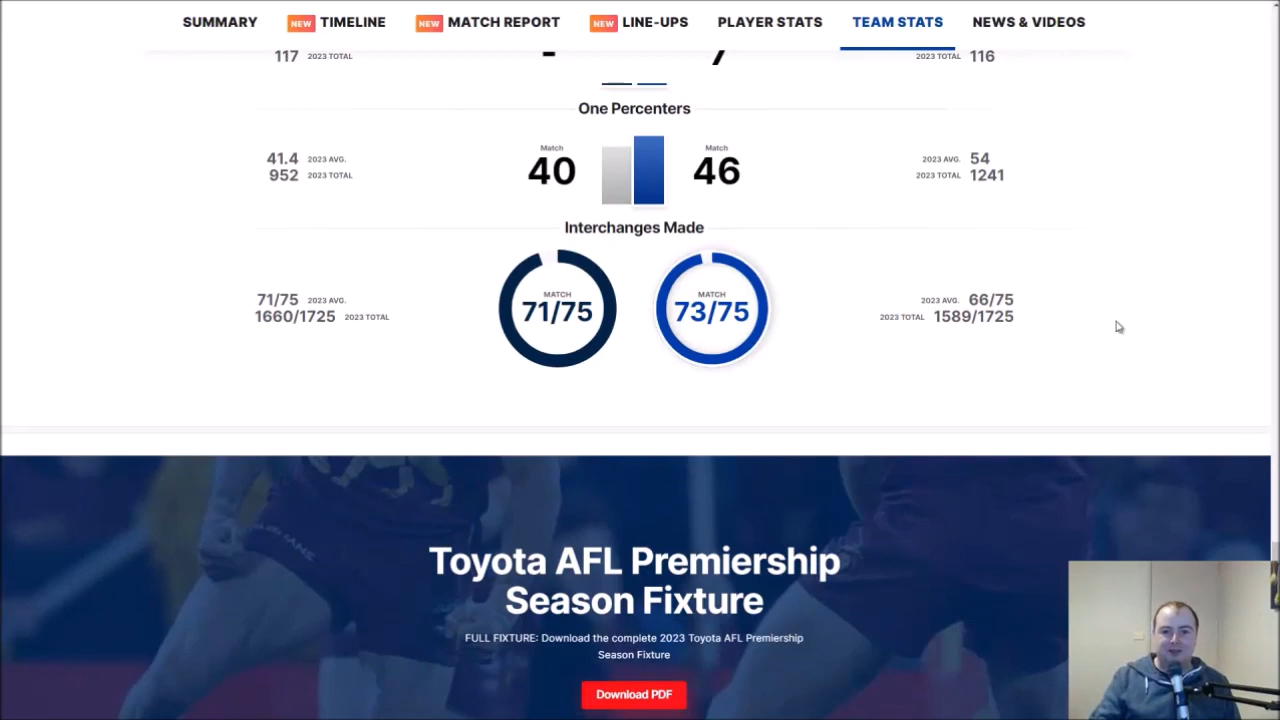 SUMMARY NEW TIMELINE NEW MATCH REPORT NEW LINE-UPS PLAYER STATS TEAM STATS NEWS & VIDEOS
117 2023 TOTAL 2023 TOTAL 116
One Percenters
Match Match
41.4 2023 AVG. 40 46 2023 AVG. 54
952 2023 TOTAL 2023 TOTAL 1241
Interchanges Made
MATCH MATCH
71/75 2023 AVG. 71/75 73/75 2023 AVG. 66/75
1660/1725 2023 TOTAL 2023 TOTAL 1589/1725
Toyota AFL Premiership
Season Fixture
FULL FIXTURE: Download the complete 2023 Toyota AFL Premiership
Season Fixture
Download PDF